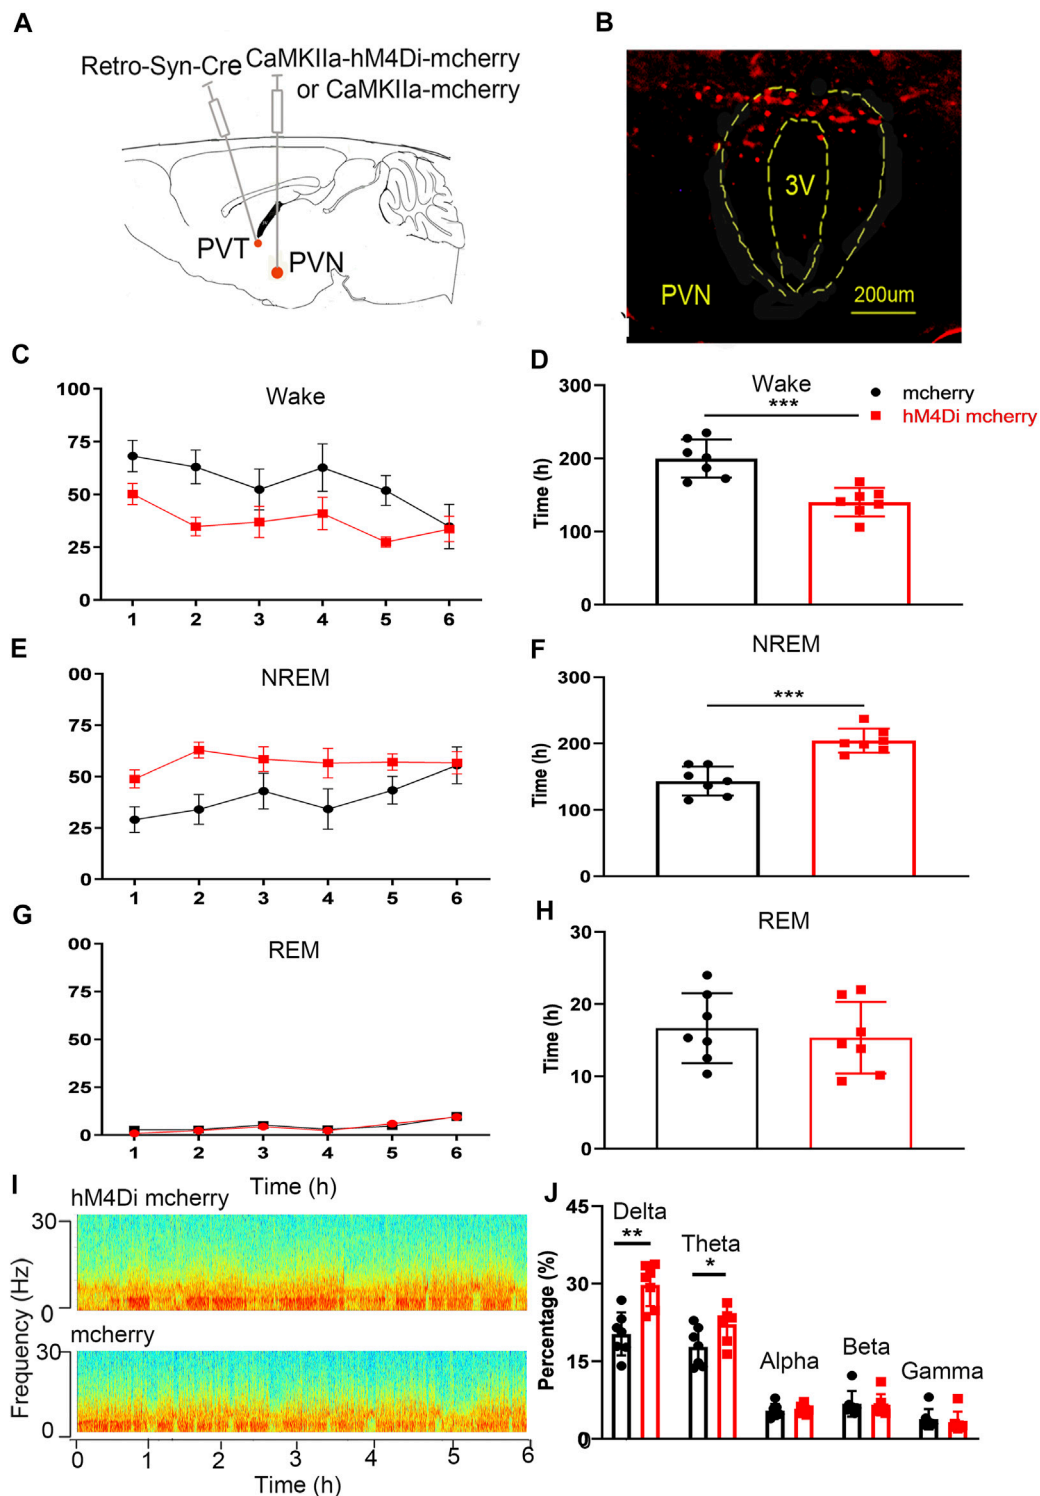 A
Retro-Syn-Cre
CaMKIIa-hM4Di-mcherry
or CaMKIIa-mcherry
PVT
PVN
B
3V
PVN
200um
C
Wake
100
75
50
25
0
1 2 3 4 5 6
D
Wake
***
mcherry
hM4Di mcherry
Time (h)
300
200
100
0
E
NREM
00
75
50
25
0
1 2 3 4 5 6
F
NREM
***
Time (h)
300
200
100
0
G
REM
00
75
50
25
0
1 2 3 4 5 6
Time (h)
H
REM
Time (h)
30
20
10
0
I
hM4Di mcherry
30
0
Frequency (Hz)
mcherry
30
0
0 1 2 3 4 5 6
Time (h)
J
Percentage (%)
45
30
15
0
Delta
**
Theta
*
Alpha
Beta
Gamma